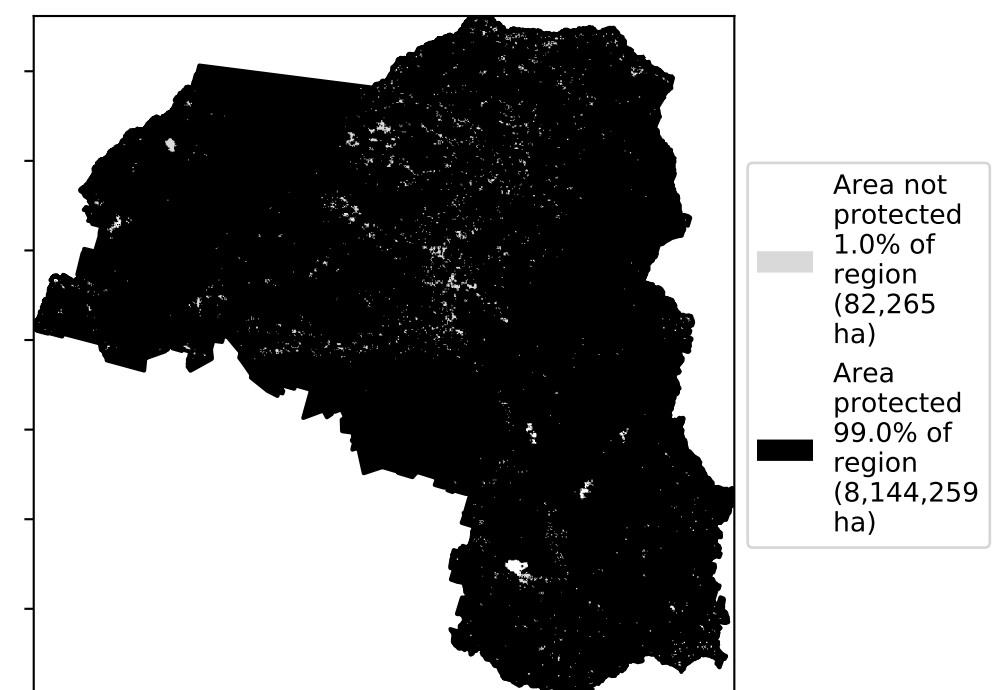 Area not
protected
1.0% of
region
(82,265
ha)
Area
protected
99.0% of
region
(8,144,259
ha)